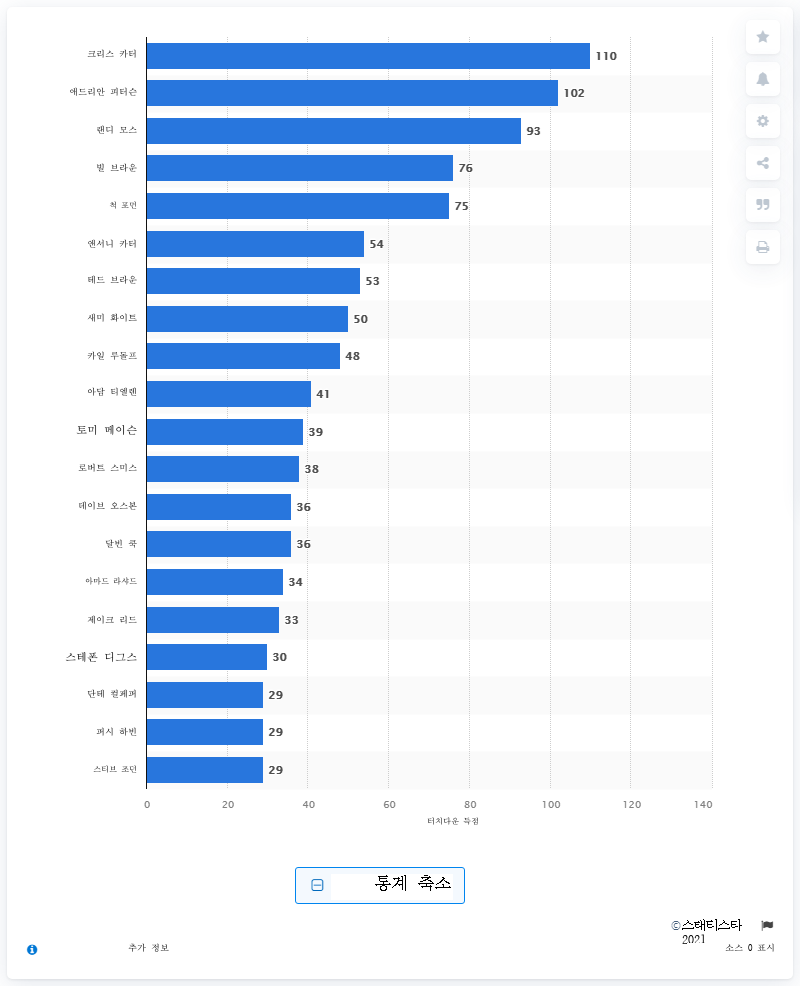 크리스 카터 110
애드리안 피터슨 102
랜디 모스 93
빌 브라운 76
척 포먼 75
앤서니 카터 54
테드 브라운 53
새미 화이트 50
카일 루돌프 48
아담 티엘렌 41
토미 메이슨 39
로버트 스미스 38
데이브 오스본 36
달빈 쿡 36
아마드 라샤드 34
제이크 리드 33
스테폰 디그스 30
단테 컬페퍼 29
퍼시 하빈 29
스티브 조던 29
0 20 40 60 80 100 120 140
터치다운 득점
통계 축소
©스태티스타
2021
추가 정보
소스 0 표시